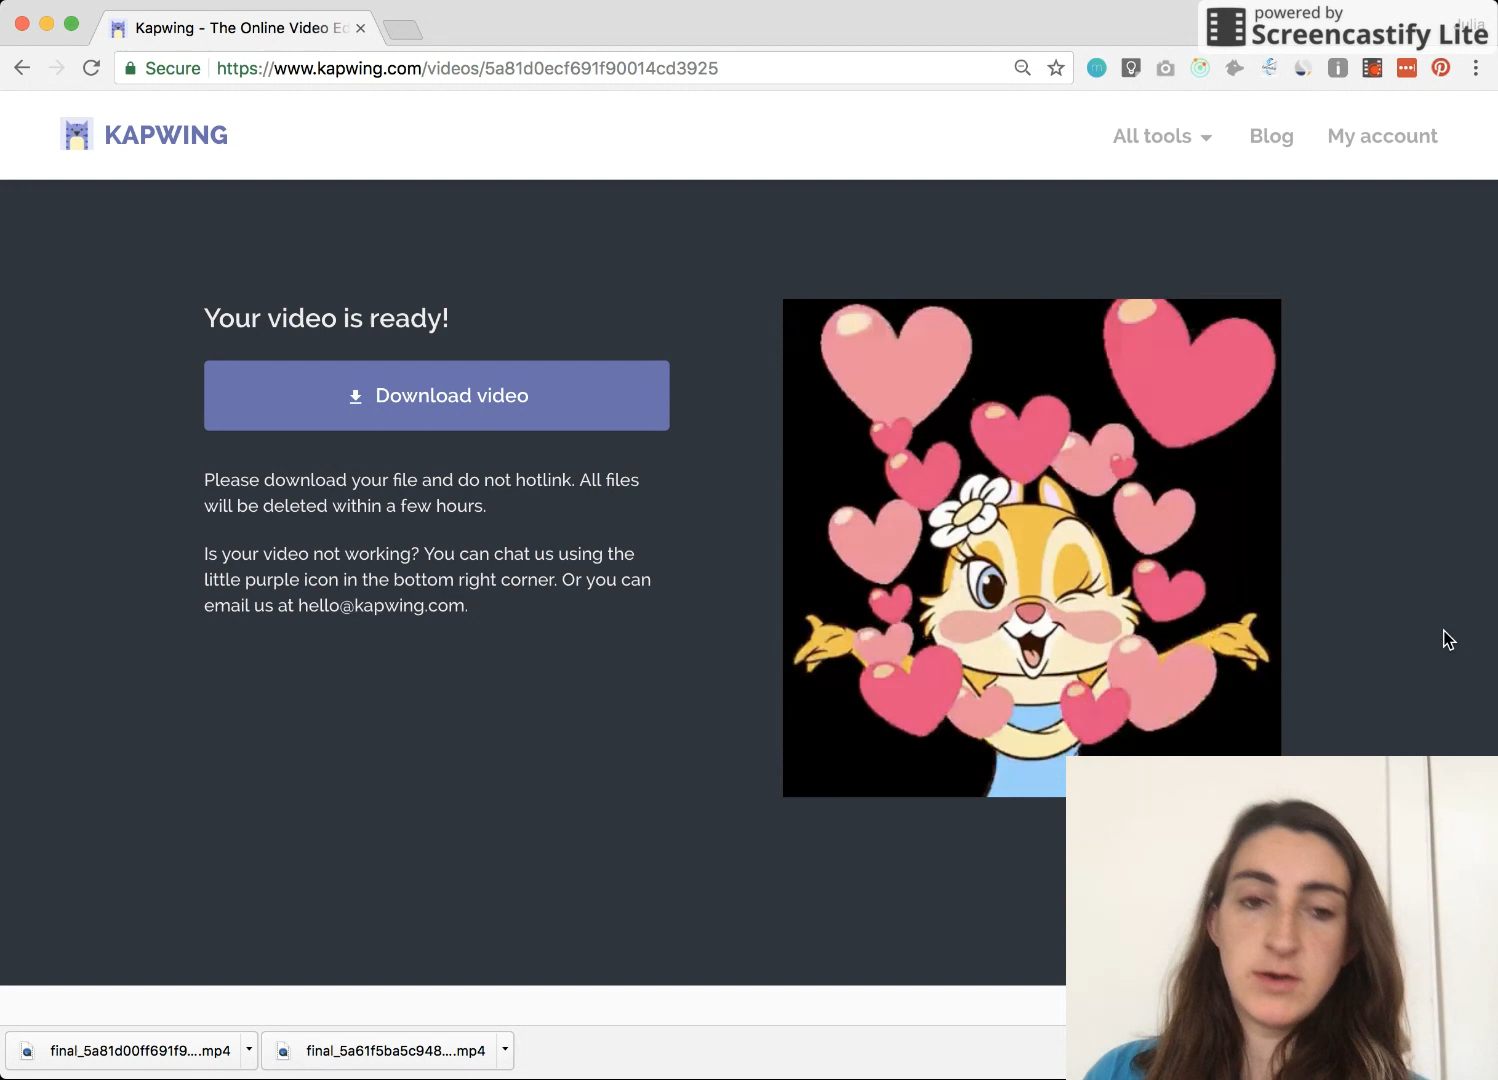 Kapwing - The Online Video Ed
powered by
Screencastify Lite
Julia
Secure
https://www.kapwing.com/videos/5a81d0ecf691f90014cd3925
KAPWING
All tools
Blog
My account
Your video is ready!
Download video
Please download your file and do not hotlink. All files
will be deleted within a few hours.
Is your video not working? You can chat us using the
little purple icon in the bottom right corner. Or you can
email us at hello@kapwing.com.
final_5a81d00ff691f9....mp4
final_5a61f5ba5c948....mp4